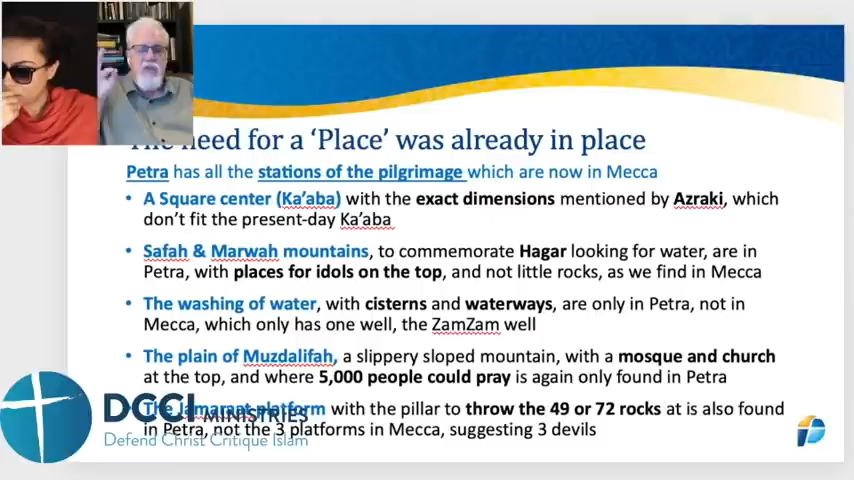 need for a ‘Place’ was already in place
Petra has all the stations of the pilgrimage which are now in Mecca
• A Square center (Ka’aba) with the exact dimensions mentioned by Azraki, which
don’t fit the present-day Ka’aba
• Safah & Marwah mountains, to commemorate Hagar looking for water, are in
Petra, with places for idols on the top, and not little rocks, as we find in Mecca
• The washing of water, with cisterns and waterways, are only in Petra, not in
Mecca, which only has one well, the ZamZam well
• The plain of Muzdalifah, a slippery sloped mountain, with a mosque and church
at the top, and where 5,000 people could pray is again only found in Petra
The Jamaraat platform with the pillar to throw the 49 or 72 rocks at is also found
in Petra, not the 3 platforms in Mecca, suggesting 3 devils
DCCI MINISTRIES
Defend Christ Critique Islam